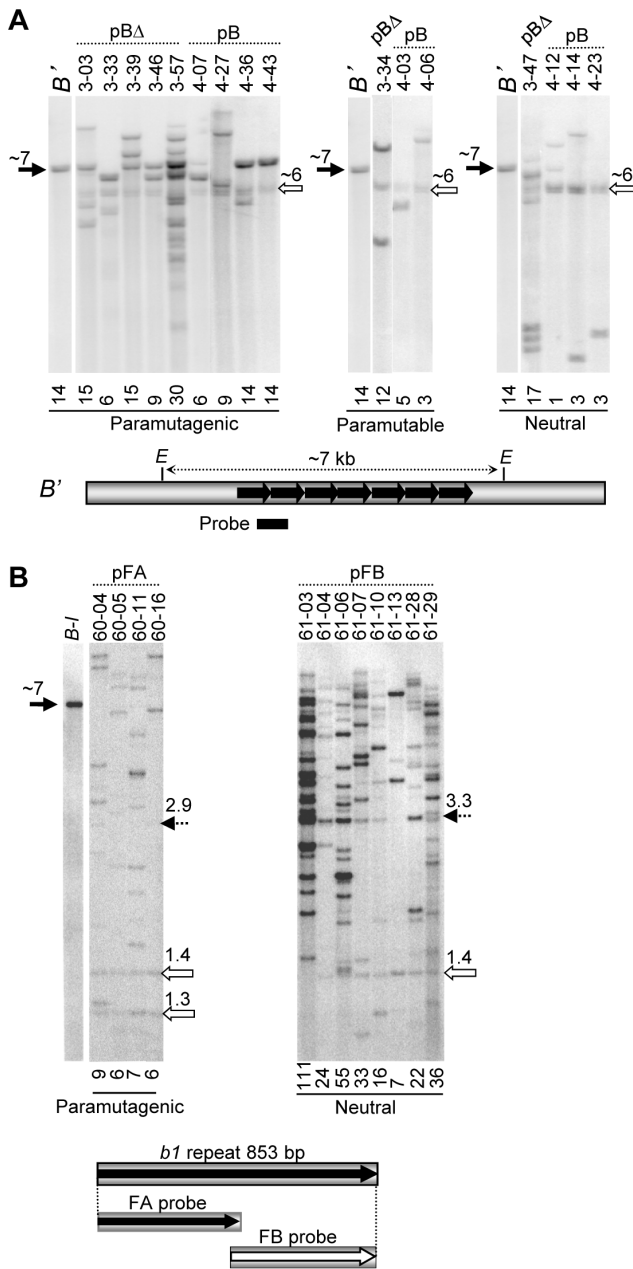 A
pBΔ pB pBΔ pB pBΔ pB
B’ 3-03 3-33 3-39 3-46 3-57 4-07 4-27 4-36 4-43 B’ 3-34 4-03 4-06 B’ 3-47 4-12 4-14 4-23
~7 ~6 ~7 ~6 ~7 ~6
14 15 6 15 9 30 6 9 14 14 14 12 5 3 14 17 1 3 3
Paramutagenic Paramutable Neutral
E ~7 kb E
B’
Probe
B
pFA pFB
B-I 60-04 60-05 60-11 60-16 61-03 61-04 61-06 61-07 61-10 61-13 61-28 61-29
~7
2.9 3.3
1.4 1.4
1.3
9 6 7 6 111 24 55 33 16 7 22 36
Paramutagenic Neutral
b1 repeat 853 bp
FA probe
FB probe